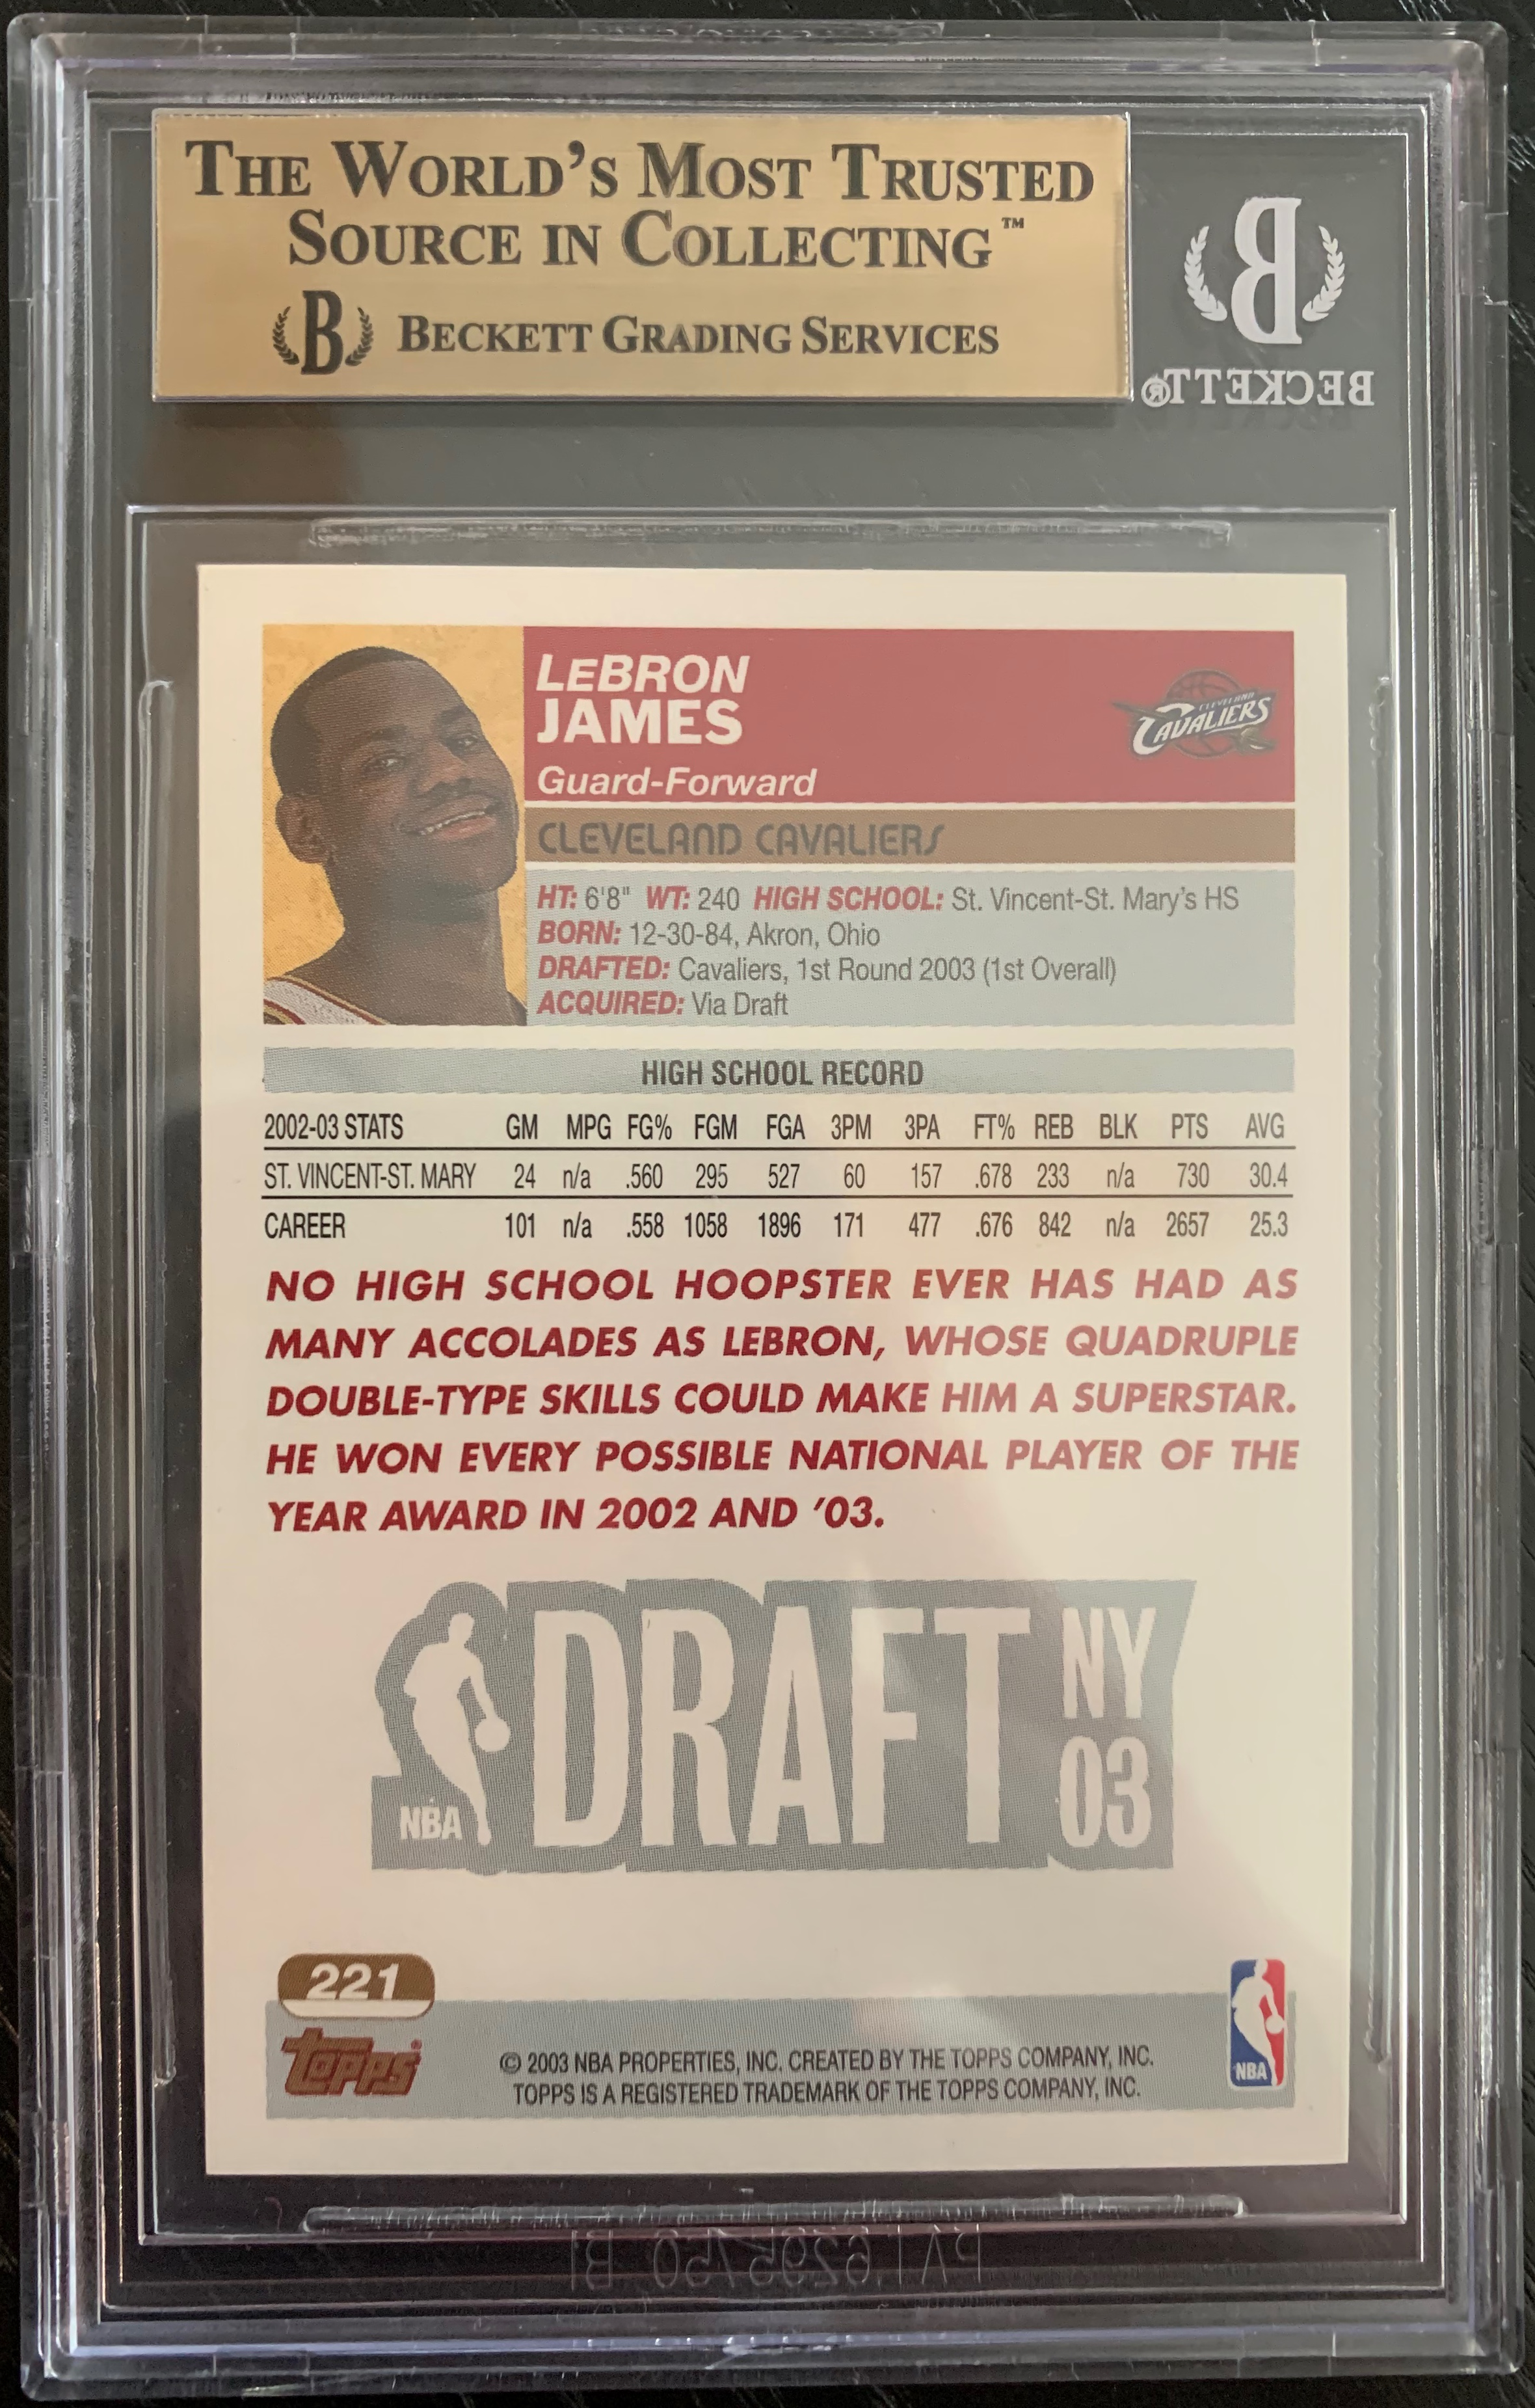 THE WORLD'S MOST TRUSTED
SOURCE IN COLLECTING™
B BECKETT GRADING SERVICES
B
BECKETT®
LEBRON
JAMES
Guard-Forward
CLEVELAND
CAVALIERS
CLEVELAND CAVALIERS
HT: 6'8" WT: 240 HIGH SCHOOL: St. Vincent-St. Mary's HS
BORN: 12-30-84, Akron, Ohio
DRAFTED: Cavaliers, 1st Round 2003 (1st Overall)
ACQUIRED: Via Draft
HIGH SCHOOL RECORD
2002-03 STATS GM MPG FG% FGM FGA 3PM 3PA FT% REB BLK PTS AVG
ST. VINCENT-ST. MARY 24 n/a .560 295 527 60 157 .678 233 n/a 730 30.4
CAREER 101 n/a .558 1058 1896 171 477 .676 842 n/a 2657 25.3
NO HIGH SCHOOL HOOPSTER EVER HAS HAD AS
MANY ACCOLADES AS LEBRON, WHOSE QUADRUPLE
DOUBLE-TYPE SKILLS COULD MAKE HIM A SUPERSTAR.
HE WON EVERY POSSIBLE NATIONAL PLAYER OF THE
YEAR AWARD IN 2002 AND '03.
NBA DRAFT NY
03
221
Topps®
© 2003 NBA PROPERTIES, INC. CREATED BY THE TOPPS COMPANY, INC.
TOPPS IS A REGISTERED TRADEMARK OF THE TOPPS COMPANY, INC.
NBA